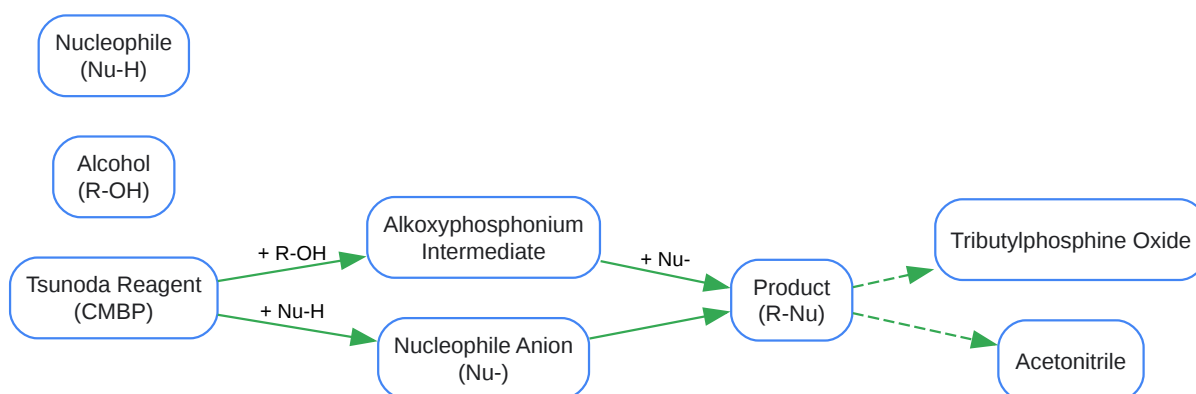 Nucleophile
(Nu-H)
Alcohol
(R-OH)
Tsunoda Reagent
(CMBP)
+ R-OH
+ Nu-H
Alkoxyphosphonium
Intermediate
Nucleophile Anion
(Nu-)
+ Nu-
Product
(R-Nu)
Tributylphosphine Oxide
Acetonitrile